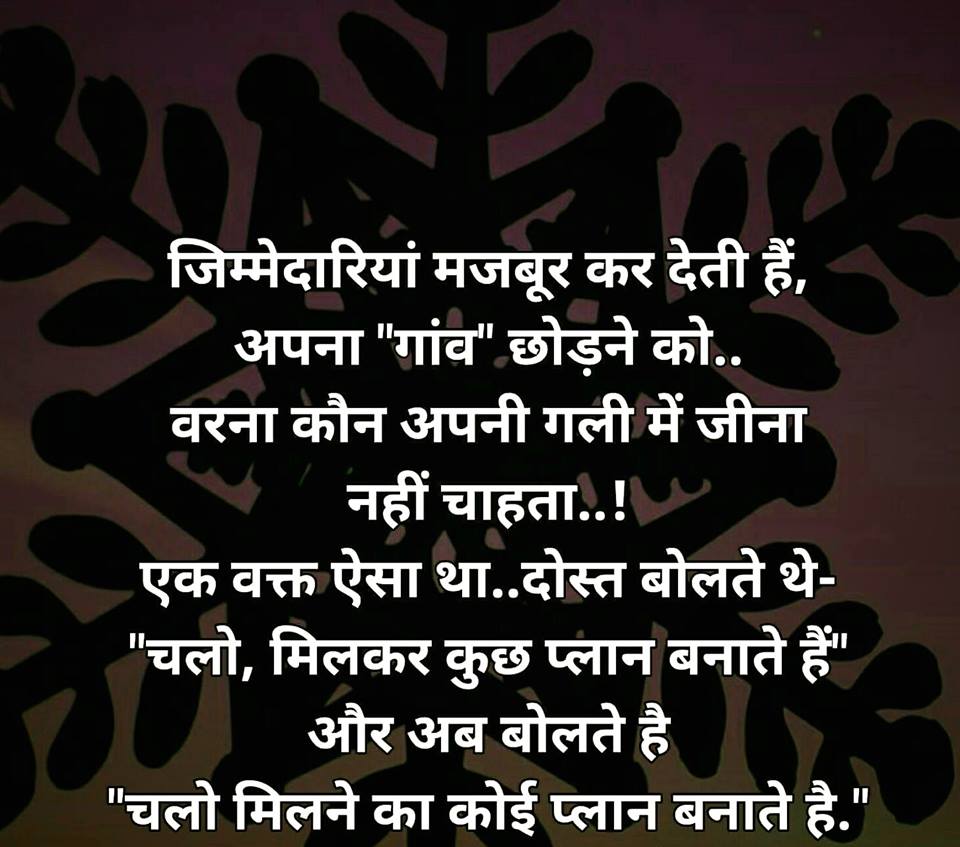 जिम्मेदारियां मजबूर कर देती हैं,
अपना "गांव" छोड़ने को..
वरना कौन अपनी गली में जीना
नहीं चाहता..!
एक वक्त ऐसा था..दोस्त बोलते थे-
"चलो, मिलकर कुछ प्लान बनाते हैं"
और अब बोलते है
"चलो मिलने का कोई प्लान बनाते है."